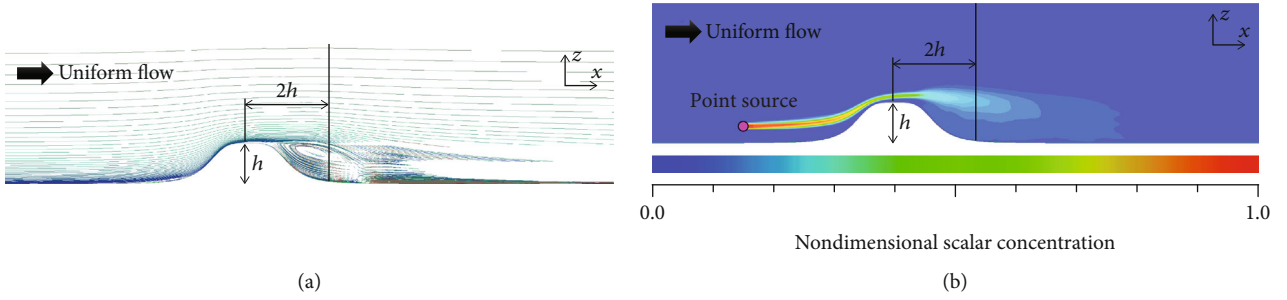 Uniform flow
z
x
2h
h
(a)
Uniform flow
z
x
2h
Point source
h
0.0
1.0
Nondimensional scalar concentration
(b)